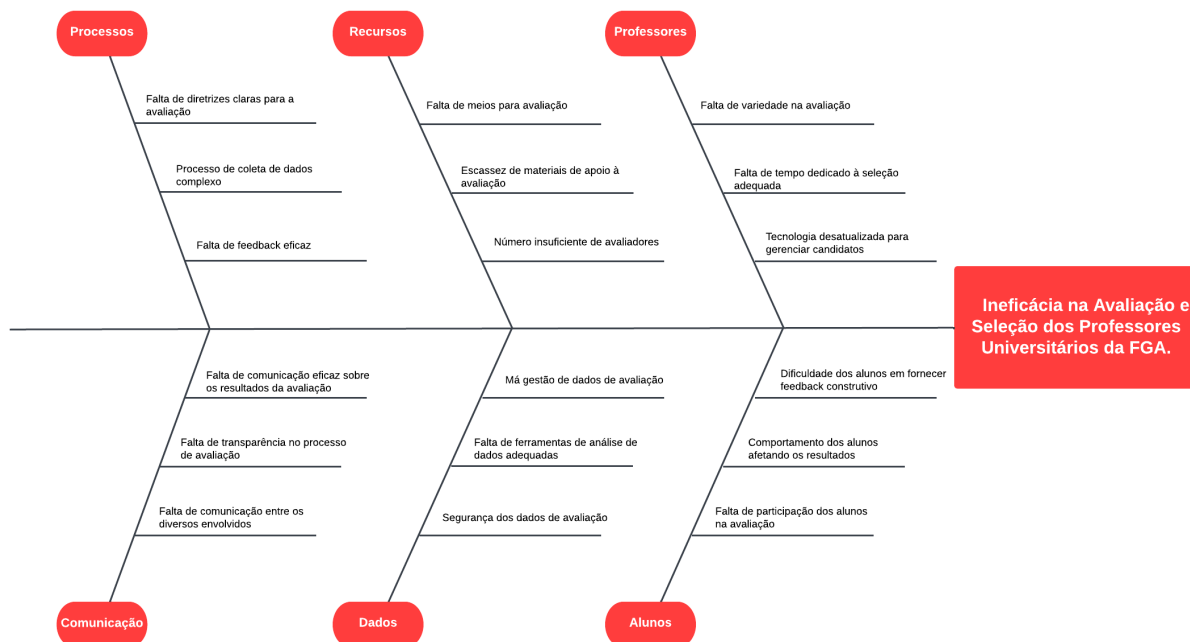 Processos
Recursos
Professores
Falta de diretrizes claras para a
avaliação
Processo de coleta de dados
complexo
Falta de feedback eficaz
Falta de meios para avaliação
Escassez de materiais de apoio à
avaliação
Número insuficiente de avaliadores
Falta de variedade na avaliação
Falta de tempo dedicado à seleção
adequada
Tecnologia desatualizada para
gerenciar candidatos
Ineficácia na Avaliação e
Seleção dos Professores
Universitários da FGA.
Falta de comunicação eficaz sobre
os resultados da avaliação
Falta de transparência no processo
de avaliação
Falta de comunicação entre os
diversos envolvidos
Má gestão de dados de avaliação
Falta de ferramentas de análise de
dados adequadas
Segurança dos dados de avaliação
Dificuldade dos alunos em fornecer
feedback construtivo
Comportamento dos alunos
afetando os resultados
Falta de participação dos alunos
na avaliação
Comunicação
Dados
Alunos